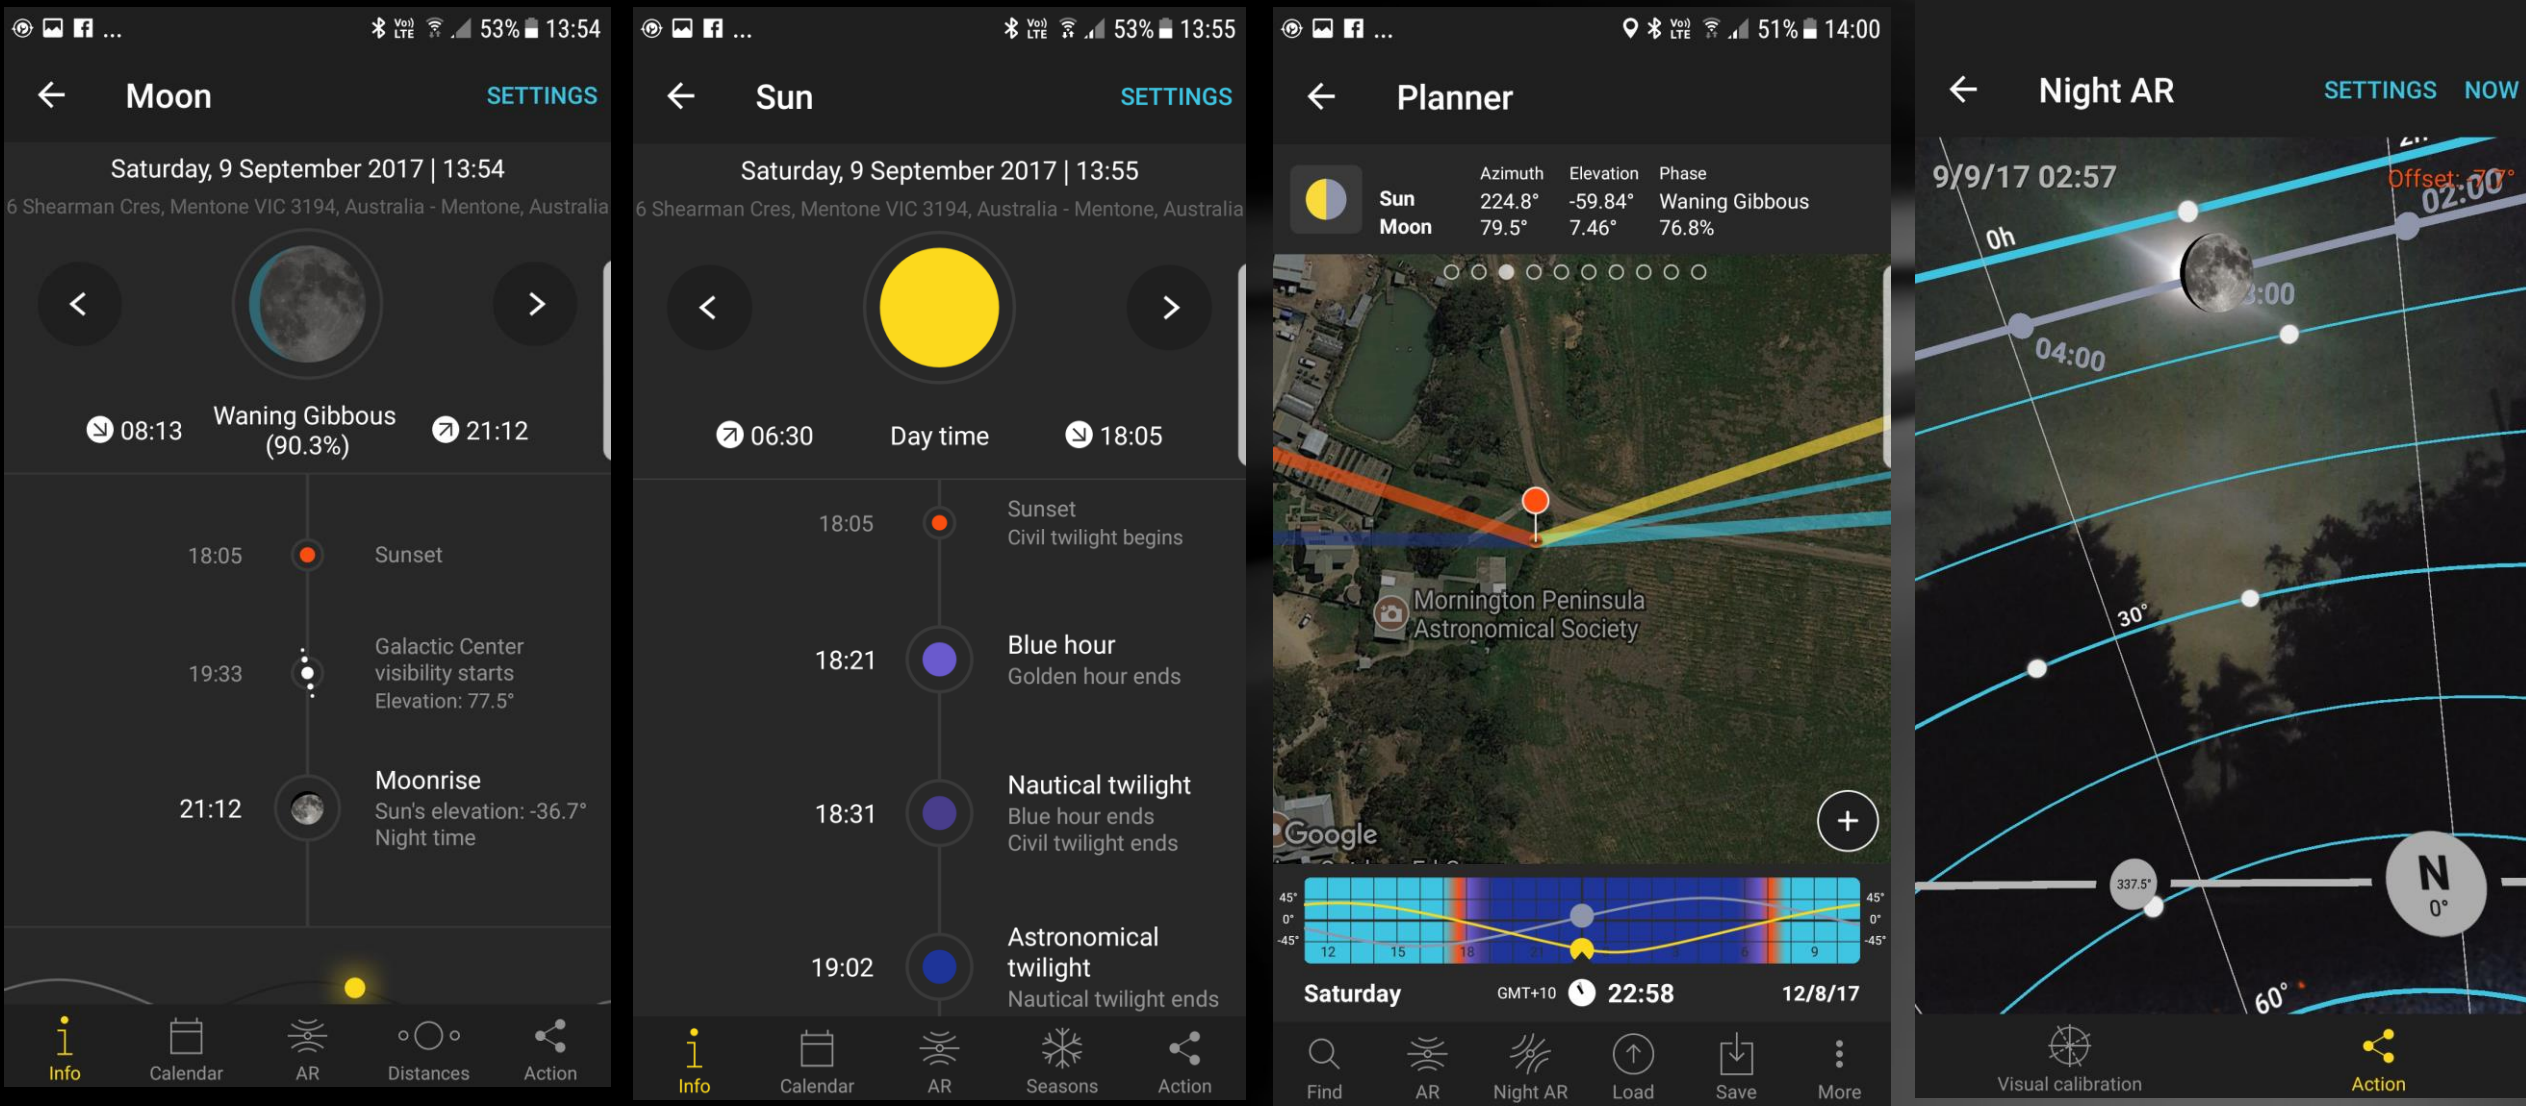 ... Vo)) LTE 53% 13:54
Moon SETTINGS
Saturday, 9 September 2017 | 13:54
6 Shearman Cres, Mentone VIC 3194, Australia - Mentone, Australia
< >
08:13 Waning Gibbous (90.3%) 21:12
18:05 Sunset
19:33 Galactic Center
visibility starts
Elevation: 77.5°
21:12 Moonrise
Sun's elevation: -36.7°
Night time
Info Calendar AR Distances Action
... Vo)) LTE 53% 13:55
Sun SETTINGS
Saturday, 9 September 2017 | 13:55
6 Shearman Cres, Mentone VIC 3194, Australia - Mentone, Australia
< >
06:30 Day time 18:05
18:05 Sunset
Civil twilight begins
18:21 Blue hour
Golden hour ends
18:31 Nautical twilight
Blue hour ends
Civil twilight ends
19:02 Astronomical
twilight
Nautical twilight ends
Info Calendar AR Seasons Action
... Vo)) LTE 51% 14:00
Planner
Azimuth Elevation Phase
Sun 224.8° -59.84° Waning Gibbous
Moon 79.5° 7.46° 76.8%
Mornington Peninsula
Astronomical Society
Google
+
45° 45°
0° 0°
-45° -45°
12 15 18 6 9
Saturday GMT+10 22:58 12/8/17
Find AR Night AR Load Save More
Night AR SETTINGS NOW
9/9/17 02:57
02:00
0h
04:00
30°
337.5° N
0°
60°
Visual calibration Action